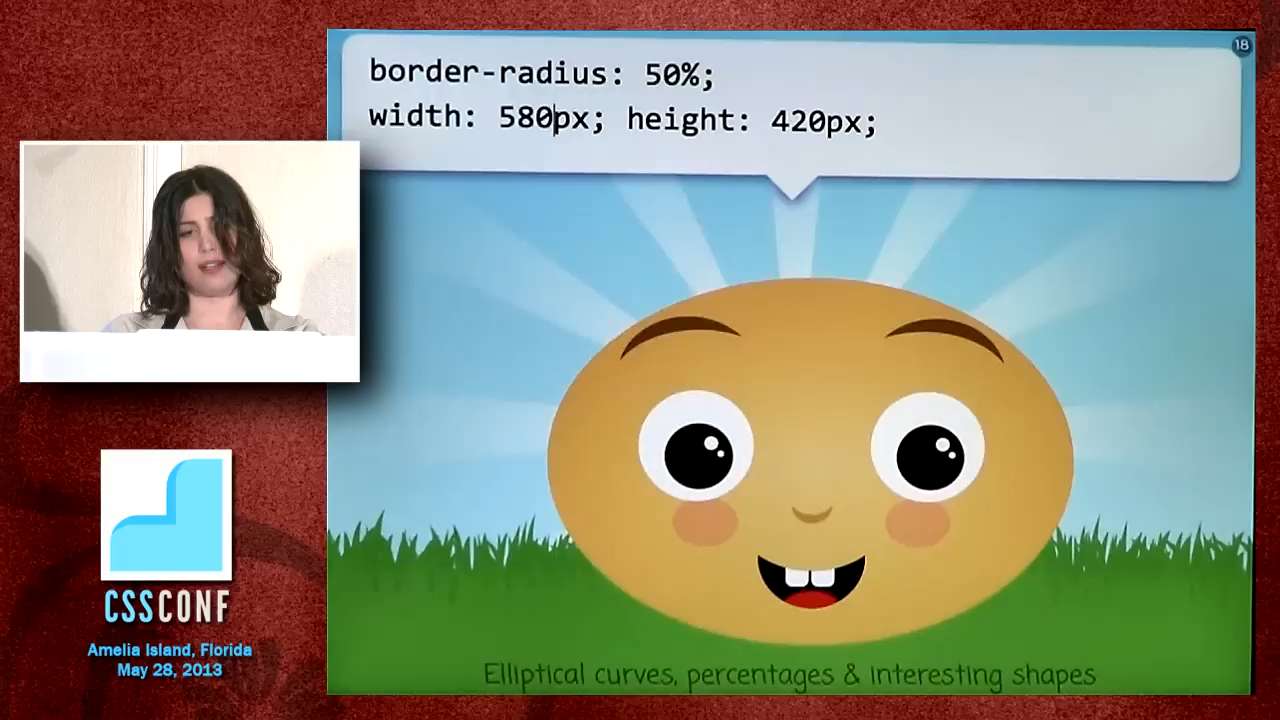 18
border-radius: 50%;
width: 580px; height: 420px;
CSSCONF
Amelia Island, Florida
May 28, 2013
Elliptical curves, percentages & interesting shapes